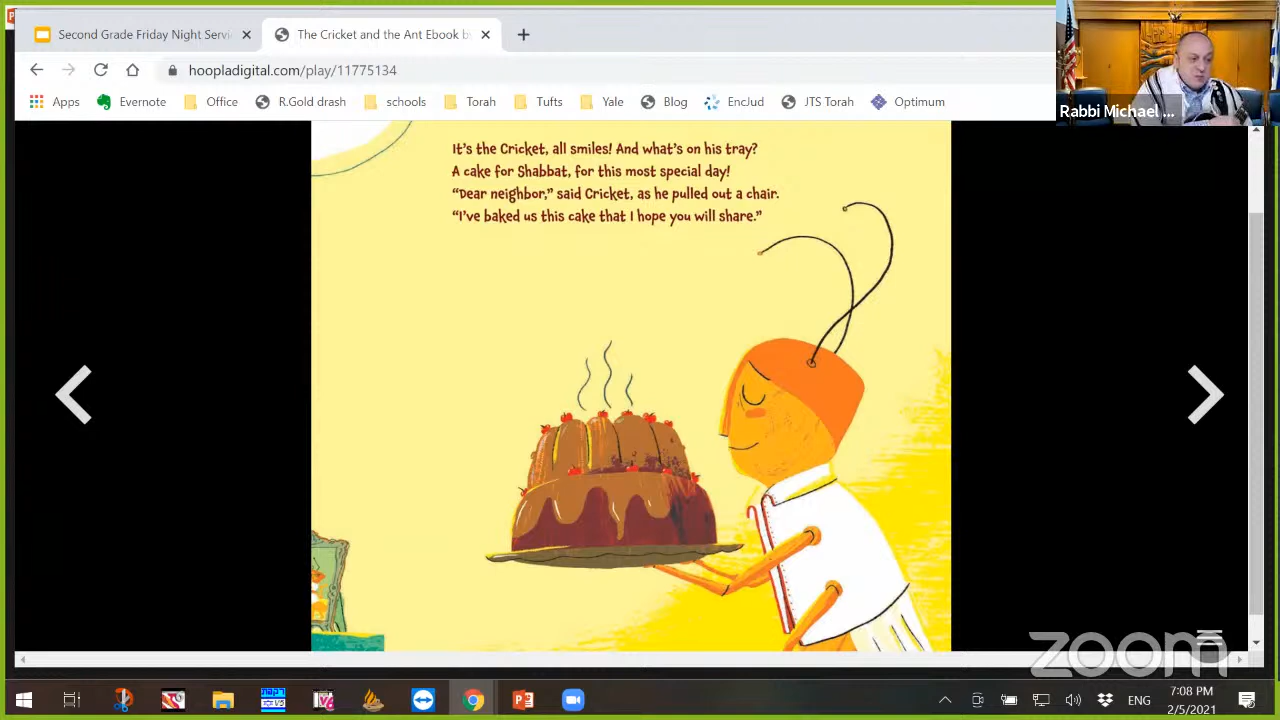 Second Grade Friday Night Servi
The Cricket and the Ant Ebook
hoopladigital.com/play/11775134
Apps
Evernote
Office
R.Gold drash
schools
Torah
Tufts
Yale
Blog
EncJud
JTS Torah
Optimum
Rabbi Michael ...
It's the Cricket, all smiles! And what's on his tray?
A cake for Shabbat, for this most special day!
"Dear neighbor," said Cricket, as he pulled out a chair.
"I've baked us this cake that I hope you will share."
zoom
ENG
7:08 PM
2/5/2021